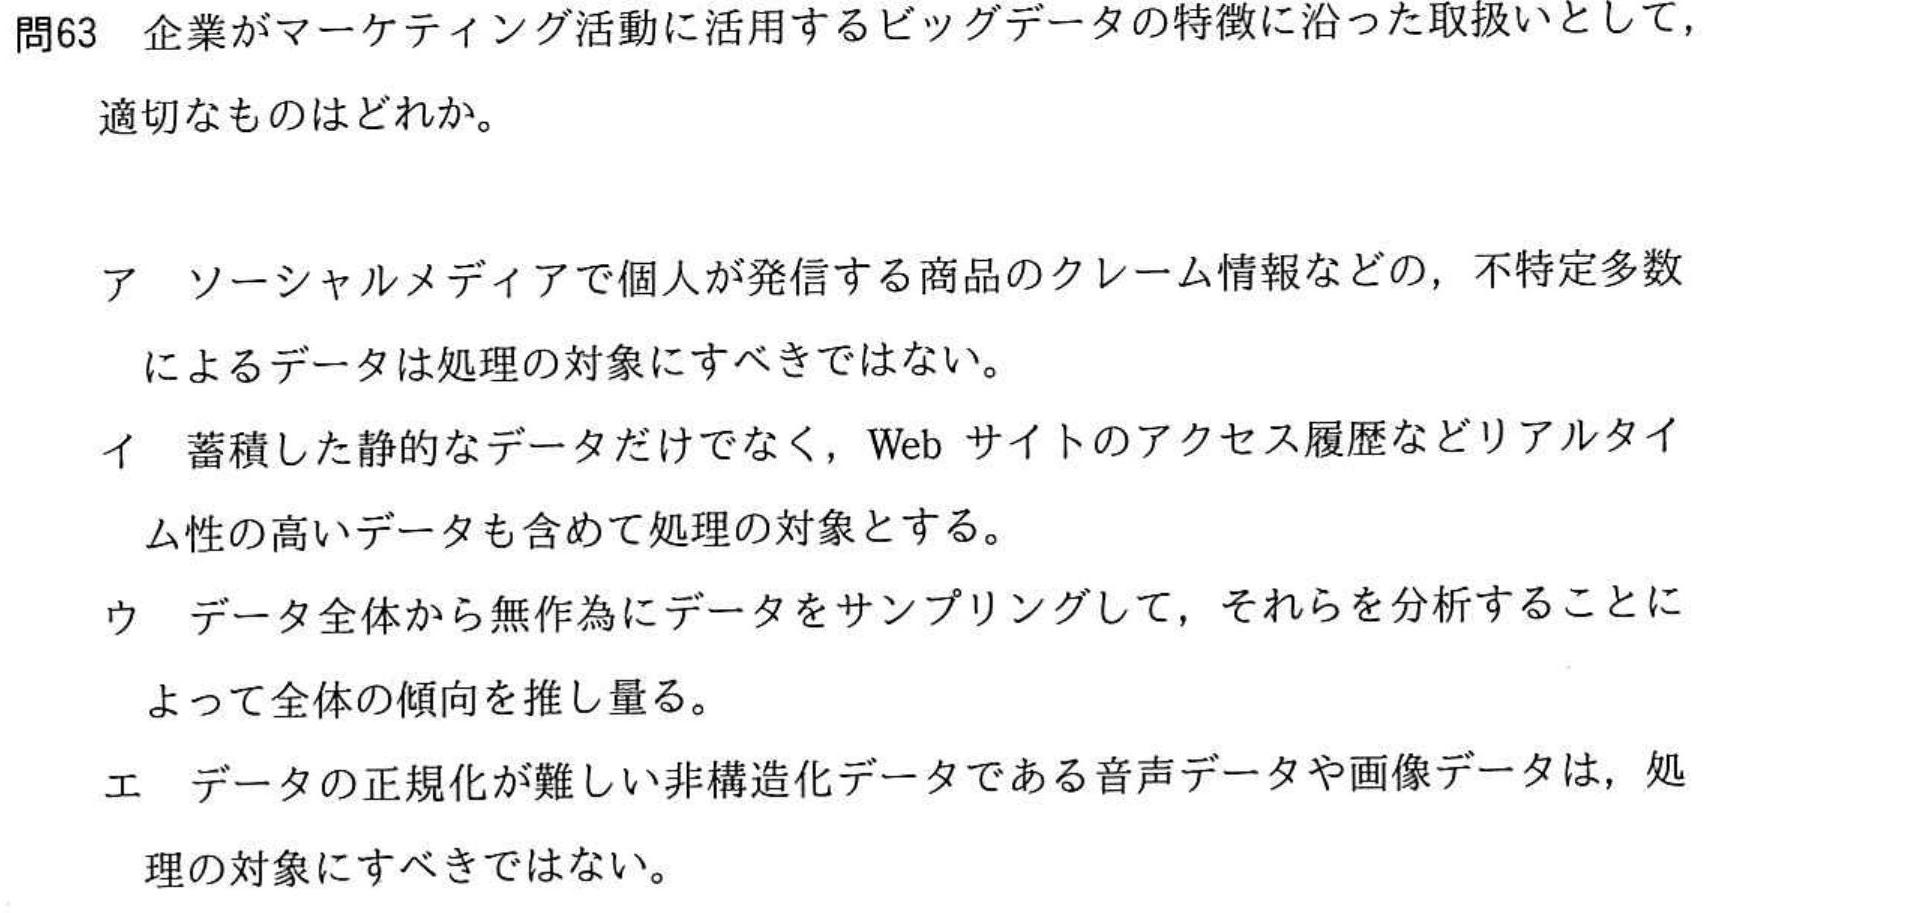 問63 企業がマーケティング活動に活用するビッグデータの特徴に沿った取扱いとして，
適切なものはどれか。
ア ソーシャルメディアで個人が発信する商品のクレーム情報などの，不特定多数
によるデータは処理の対象にすべきではない。
イ 蓄積した静的なデータだけでなく，Web サイトのアクセス履歴などリアルタイ
ム性の高いデータも含めて処理の対象とする。
ウ データ全体から無作為にデータをサンプリングして，それらを分析することに
よって全体の傾向を推し量る。
エ データの正規化が難しい非構造化データである音声データや画像データは，処
理の対象にすべきではない。